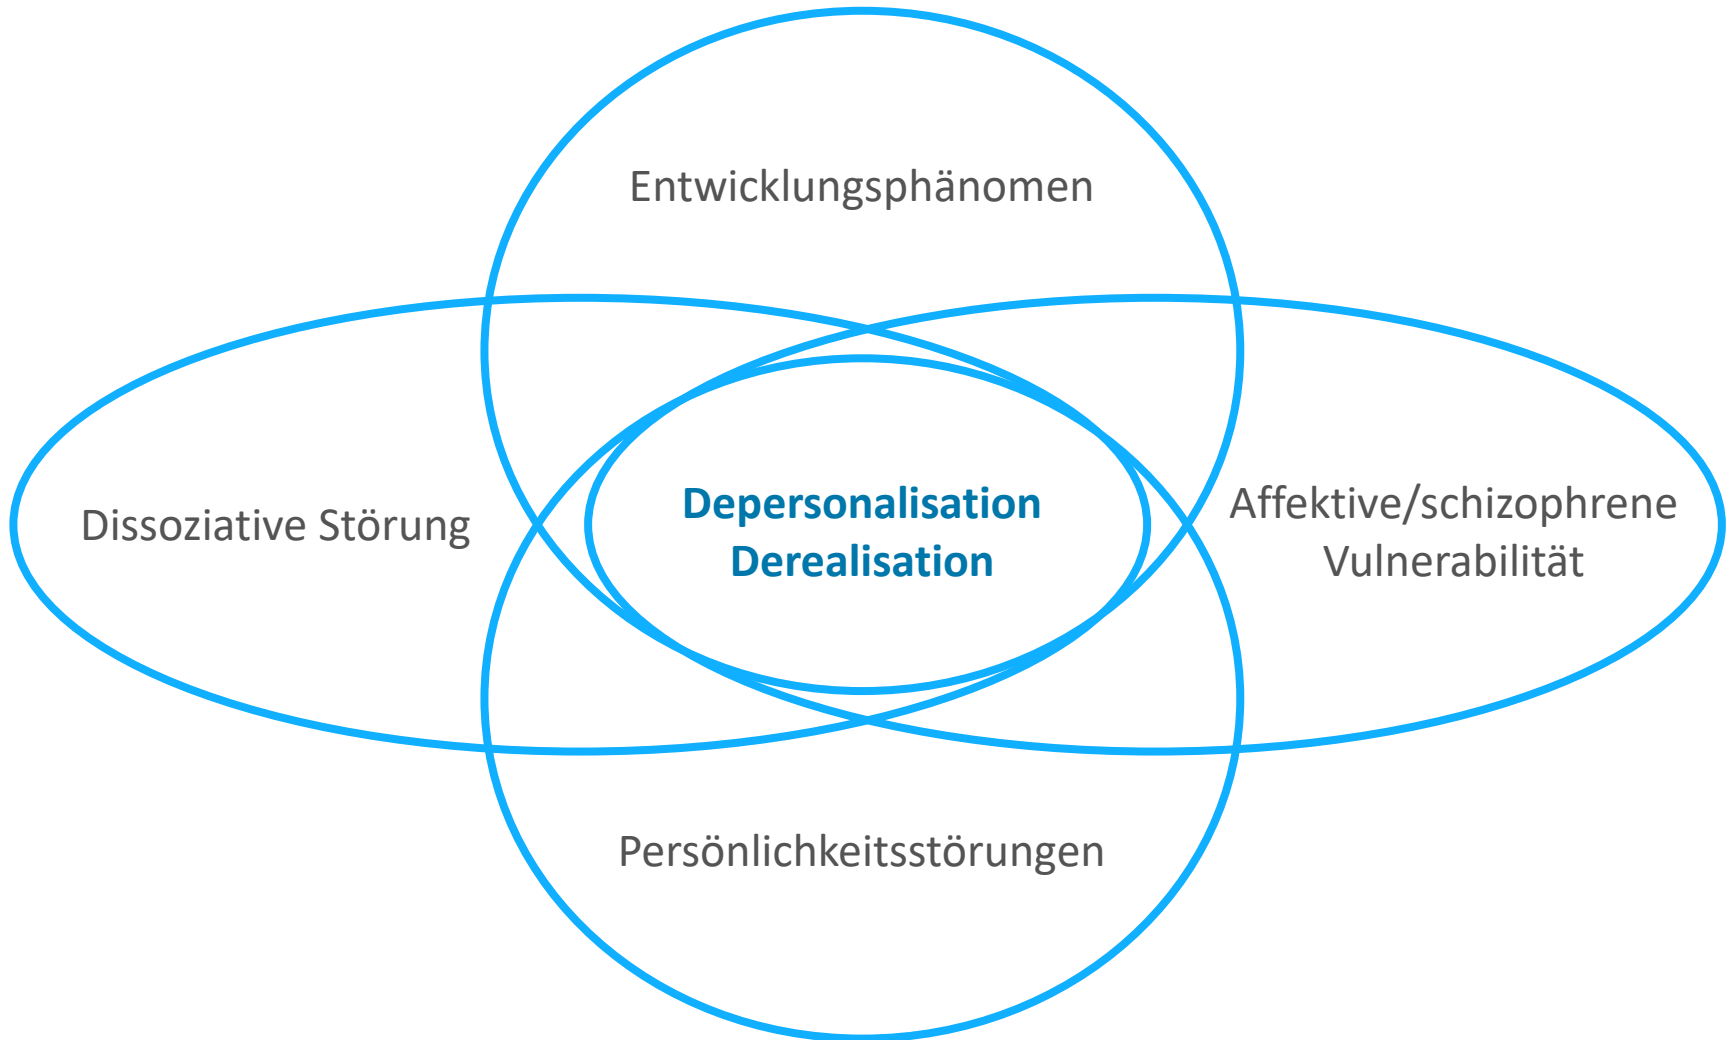 Entwicklungsphänomen
Dissoziative Störung
Depersonalisation
Derealisation
Affektive/schizophrene
Vulnerabilität
Persönlichkeitsstörungen